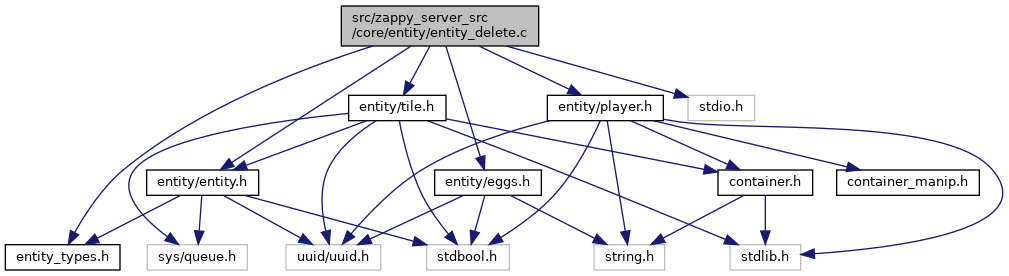 src/zappy_server_src
/core/entity/entity_delete.c
entity/tile.h
entity/player.h
stdio.h
entity/entity.h
entity/eggs.h
container.h
container_manip.h
entity_types.h
sys/queue.h
uuid/uuid.h
stdbool.h
string.h
stdlib.h